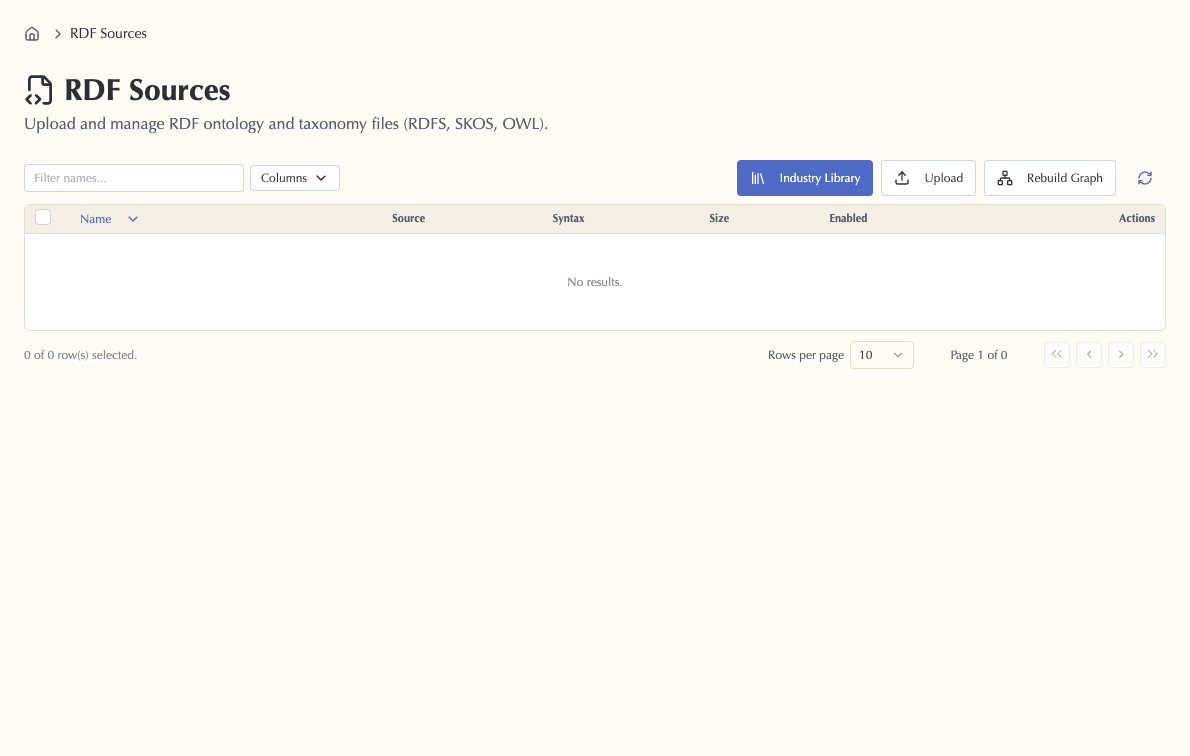 RDF Sources
RDF Sources
Upload and manage RDF ontology and taxonomy files (RDFS, SKOS, OWL).
Filter names... Columns Industry Library Upload Rebuild Graph
Name Source Syntax Size Enabled Actions
No results.
0 of 0 row(s) selected. Rows per page 10 Page 1 of 0